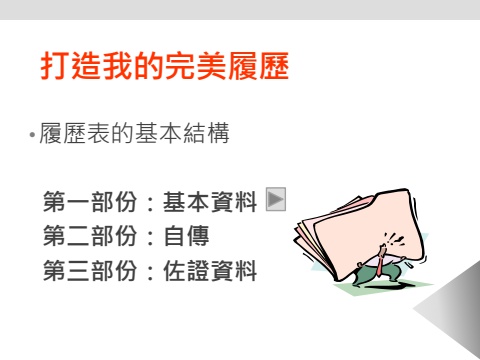 打造我的完美履歷
•履歷表的基本結構
第一部份：基本資料
第二部份：自傳
第三部份：佐證資料